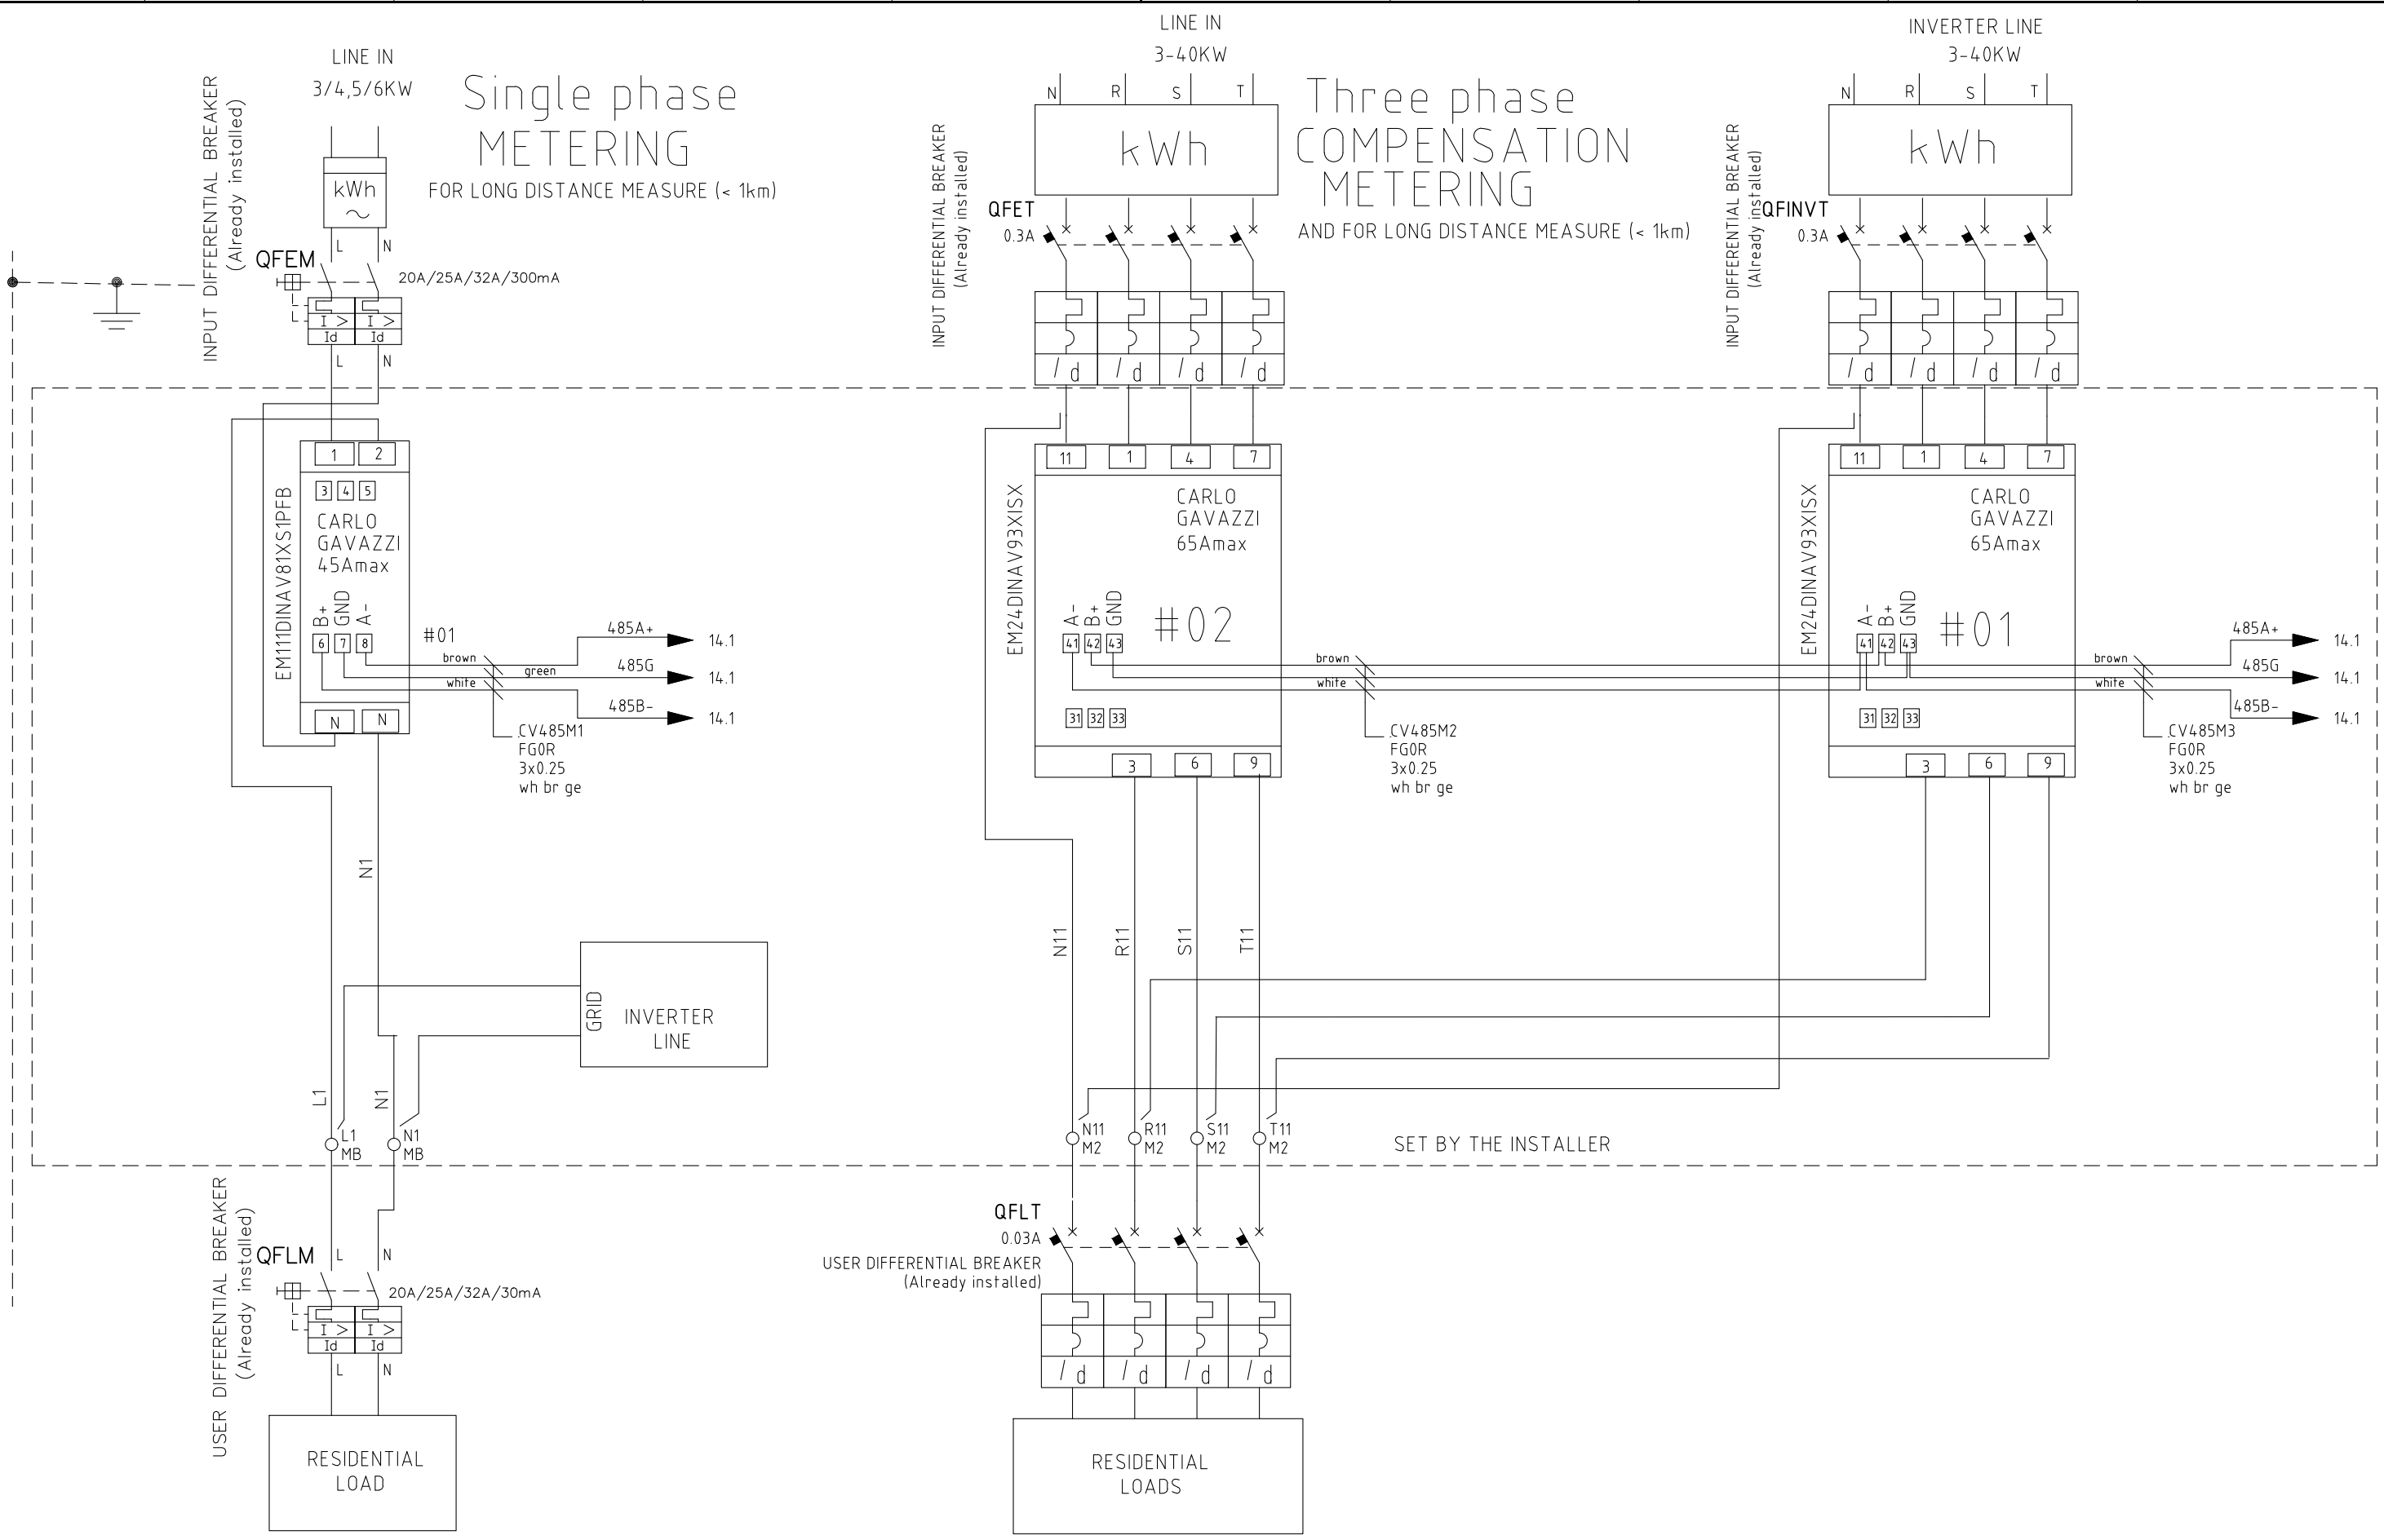 LINE IN
3/4,5/6KW
Single phase
METERING
FOR LONG DISTANCE MEASURE (< 1km)
INPUT DIFFERENTIAL BREAKER
(Already installed)
kWh
L
N
QFEM
20A/25A/32A/300mA
I >
I >
Id
Id
L
N
1
2
3
4
5
EM111DINAV81XS1PFB
CARLO
GAVAZZI
45Amax
B+
GND
A-
6
7
8
#01
brown
green
white
485A+
14.1
485G
14.1
485B-
14.1
CV485M1
FG0R
3x0.25
wh br ge
N
N
N1
GRID
INVERTER
LINE
L1
N1
L1
MB
N1
MB
USER DIFFERENTIAL BREAKER
(Already installed)
QFLM
L
N
20A/25A/32A/30mA
I >
I >
Id
Id
L
N
RESIDENTIAL
LOAD
LINE IN
3-40KW
N
R
S
T
kWh
Three phase
COMPENSATION
METERING
AND FOR LONG DISTANCE MEASURE (< 1km)
INPUT DIFFERENTIAL BREAKER
(Already installed)
QFET
0.3A
/ d
/ d
/ d
/ d
11
1
4
7
EM24DINAV93XISX
CARLO
GAVAZZI
65Amax
A-
B+
GND
41
42
43
#02
31
32
33
3
6
9
brown
white
CV485M2
FG0R
3x0.25
wh br ge
N11
R11
S11
T11
N11
M2
R11
M2
S11
M2
T11
M2
SET BY THE INSTALLER
QFLT
0.03A
USER DIFFERENTIAL BREAKER
(Already installed)
/ d
/ d
/ d
/ d
RESIDENTIAL
LOADS
INVERTER LINE
3-40KW
N
R
S
T
kWh
INPUT DIFFERENTIAL BREAKER
(Already installed)
QFINVT
0.3A
/ d
/ d
/ d
/ d
11
1
4
7
EM24DINAV93XISX
CARLO
GAVAZZI
65Amax
A-
B+
GND
41
42
43
#01
31
32
33
3
6
9
brown
white
485A+
14.1
485G
14.1
485B-
14.1
CV485M3
FG0R
3x0.25
wh br ge